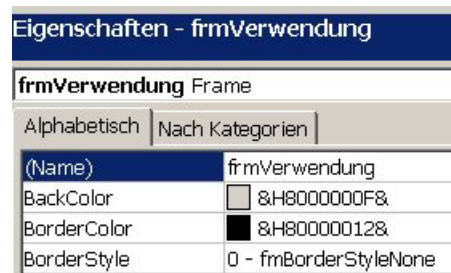 Eigenschaften - frmVerwendung
frmVerwendung Frame
Alphabetisch Nach Kategorien
(Name) frmVerwendung
BackColor &H8000000F&
BorderColor &H80000012&
BorderStyle 0 - fmBorderStyleNone